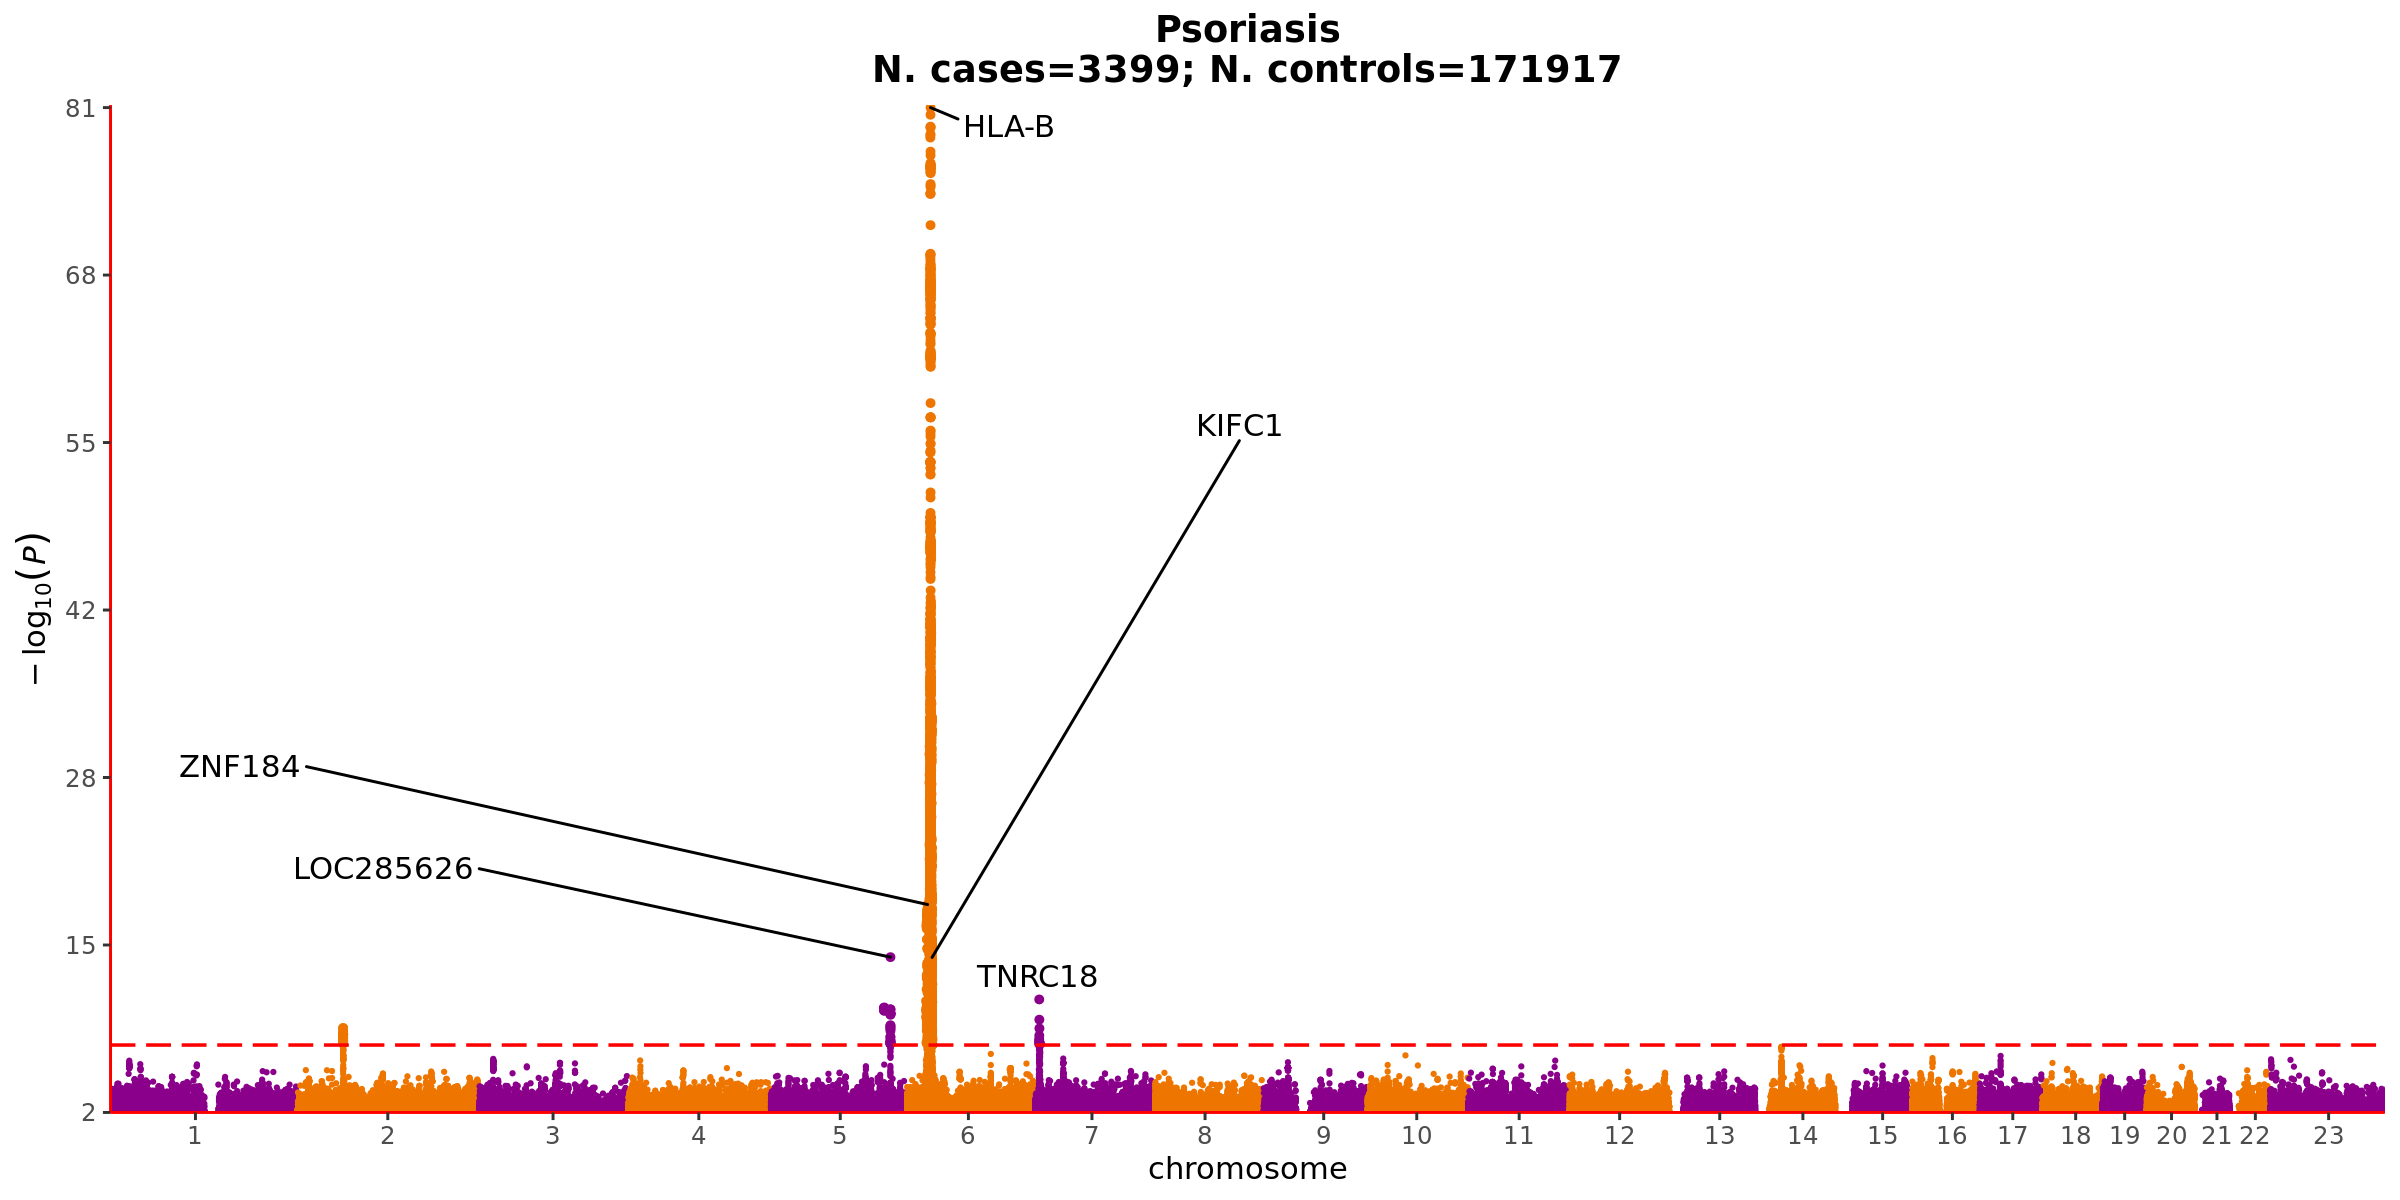 Psoriasis
N. cases=3399; N. controls=171917
81
68
55
42
28
15
2
−log10(P)
HLA-B
KIFC1
ZNF184
LOC285626
TNRC18
1 2 3 4 5 6 7 8 9 10 11 12 13 14 15 16 17 18 19 20 21 22 23
chromosome